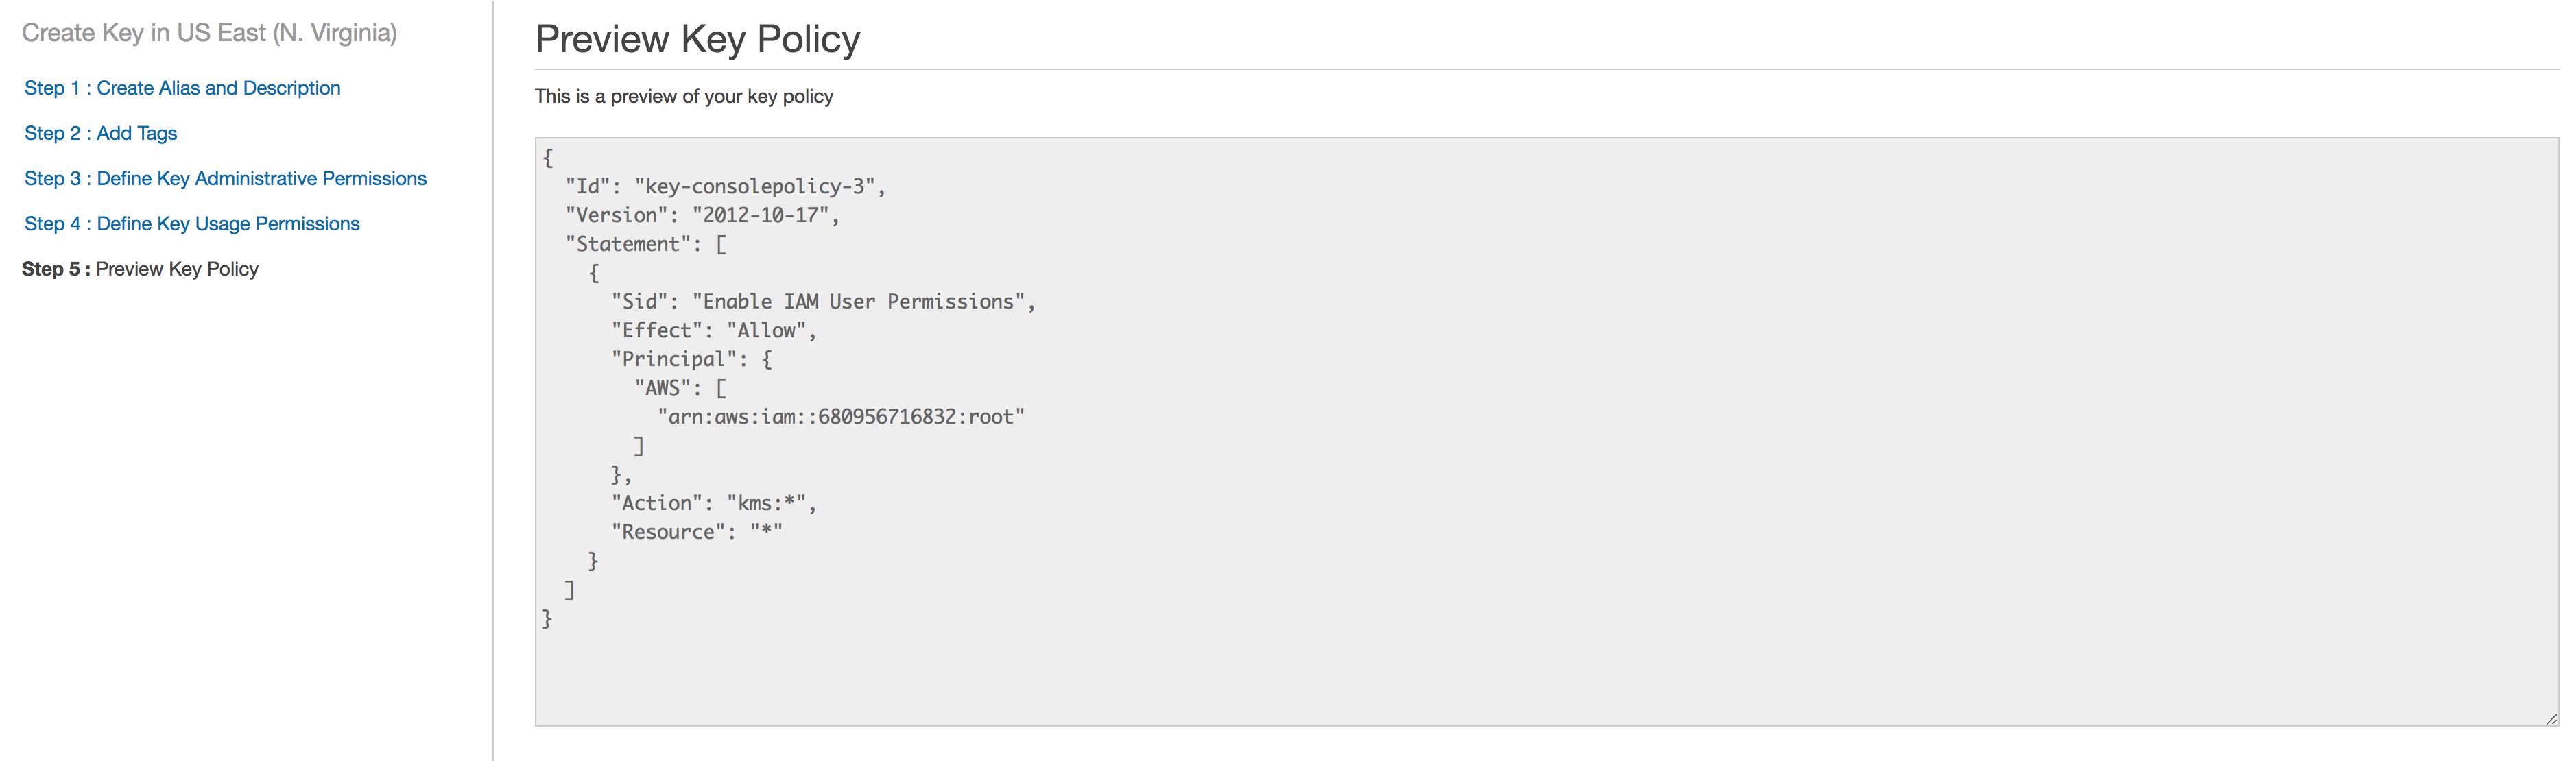 Create Key in US East (N. Virginia)
Step 1 : Create Alias and Description
Step 2 : Add Tags
Step 3 : Define Key Administrative Permissions
Step 4 : Define Key Usage Permissions
Step 5 : Preview Key Policy
Preview Key Policy
This is a preview of your key policy
{
  "Id": "key-consolepolicy-3",
  "Version": "2012-10-17",
  "Statement": [
    {
      "Sid": "Enable IAM User Permissions",
      "Effect": "Allow",
      "Principal": {
        "AWS": [
          "arn:aws:iam::680956716832:root"
        ]
      },
      "Action": "kms:*",
      "Resource": "*"
    }
  ]
}